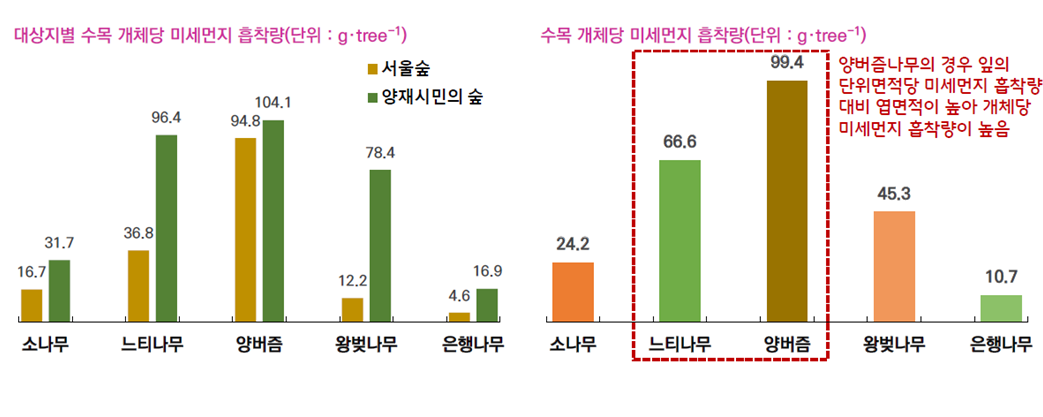 대상지별 수목 개체당 미세먼지 흡착량(단위 : g·tree⁻¹)
서울숲
양재시민의 숲
16.7
31.7
36.8
96.4
94.8
104.1
12.2
78.4
4.6
16.9
소나무
느티나무
양버즘
왕벚나무
은행나무
수목 개체당 미세먼지 흡착량(단위 : g·tree⁻¹)
양버즘나무의 경우 잎의
단위면적당 미세먼지 흡착량
대비 엽면적이 높아 개체당
미세먼지 흡착량이 높음
24.2
66.6
99.4
45.3
10.7
소나무
느티나무
양버즘
왕벚나무
은행나무